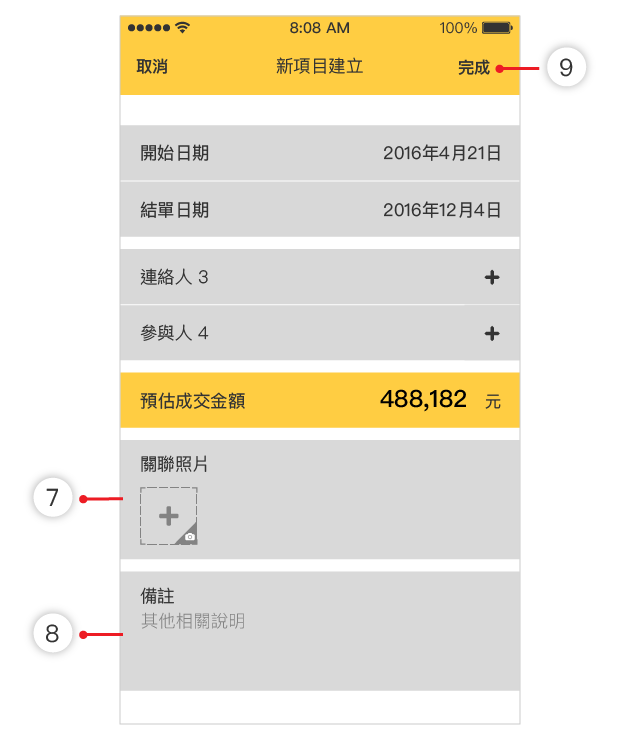 8:08 AM 100%
取消 新項目建立 完成 9
開始日期 2016年4月21日
結單日期 2016年12月4日
連絡人 3
參與人 4
預估成交金額 488,182 元
關聯照片
7
備註
其他相關說明
8